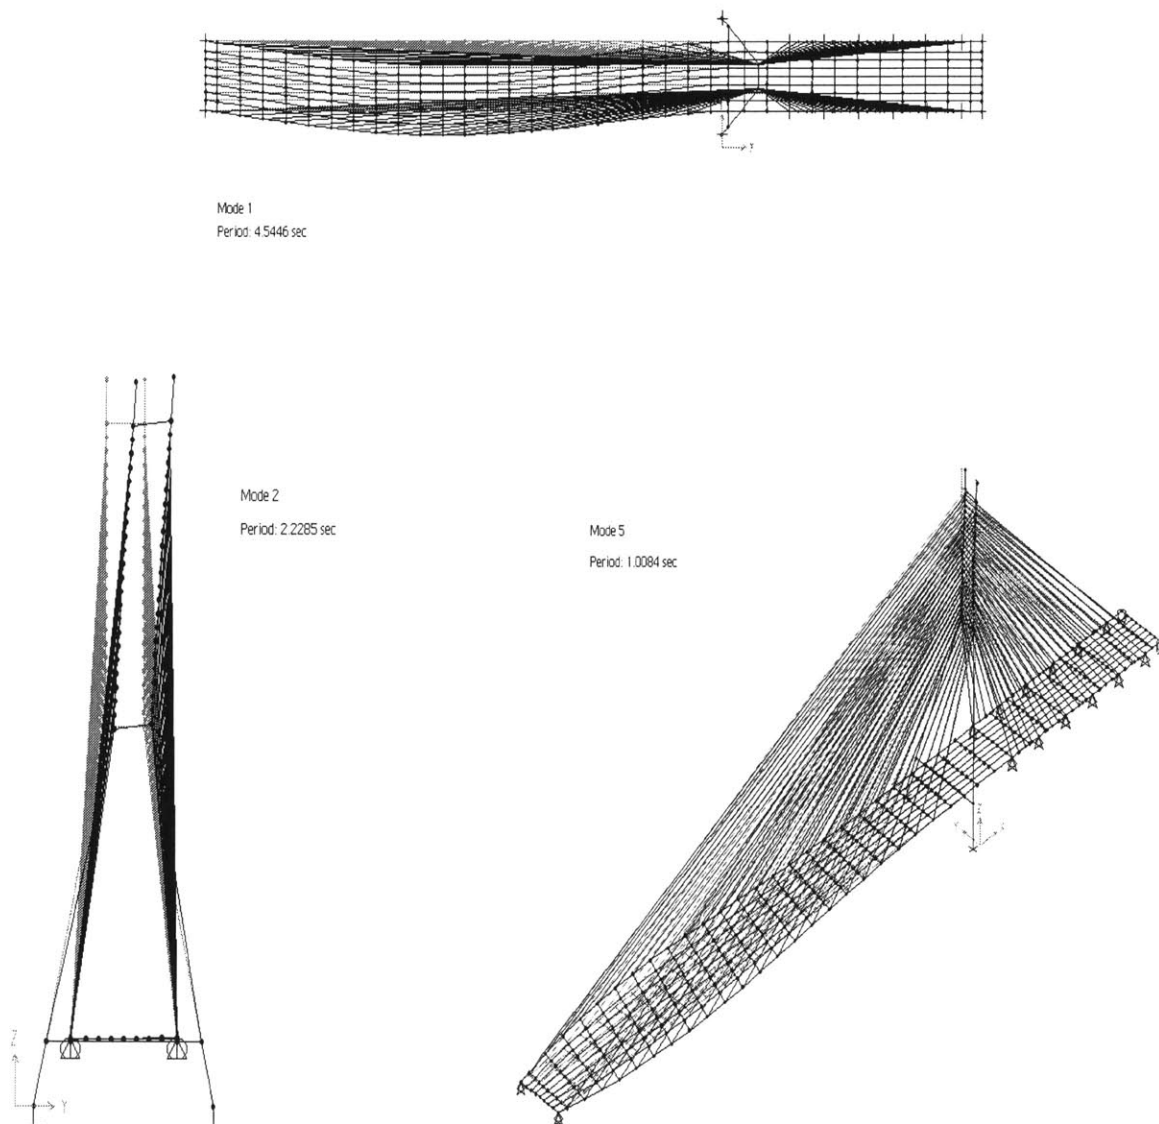 Y
Mode 1
Period: 4.5446 sec
Mode 2
Period: 2.2285 sec
Mode 5
Period: 1.0084 sec
Z
Z
Y